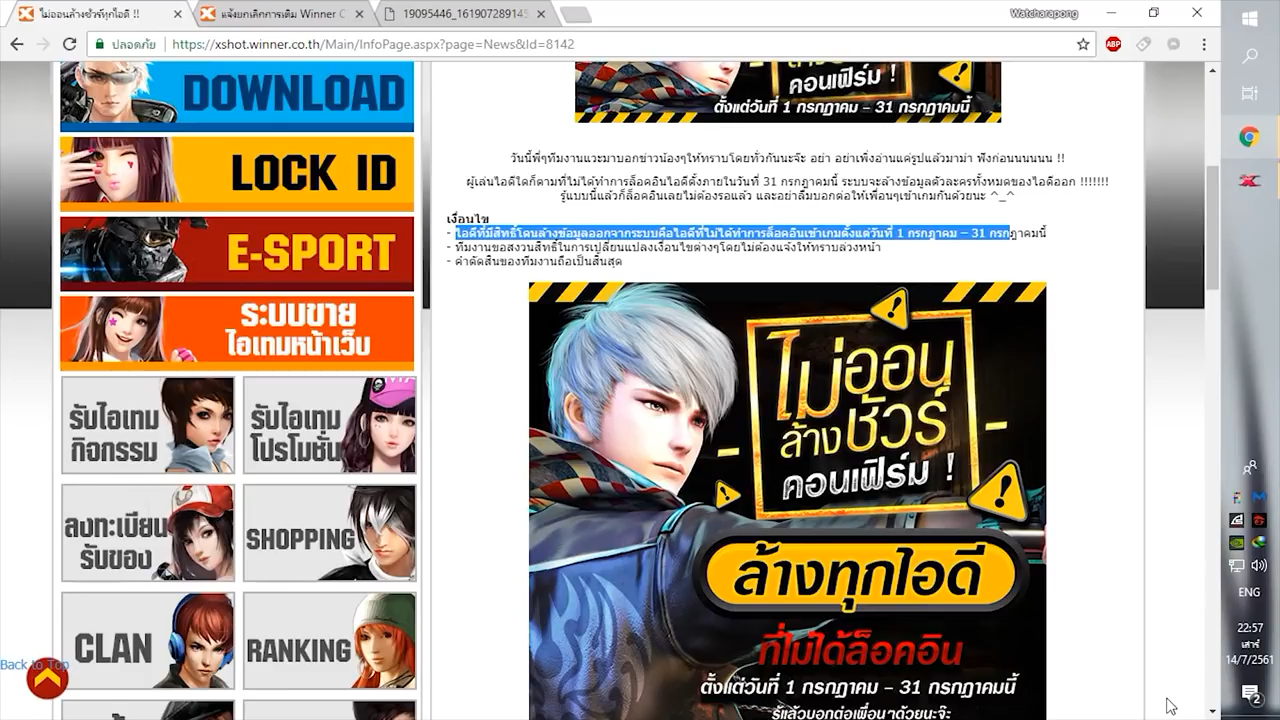 ไม่ออนล้างชัวร์ทุกไอดี !!
แจ้งยกเลิกการเติม Winner C
19095446_16190728914
Watcharapong
ปลอดภัย
https://xshot.winner.co.th/Main/InfoPage.aspx?page=News&Id=8142
ABP
DOWNLOAD
LOCK ID
E-SPORT
ระบบขาย
ไอเทมหน้าเว็บ
รับไอเทม
กิจกรรม
รับไอเทม
โปรโมชั่น
ลงทะเบียน
รับของ
SHOPPING
CLAN
RANKING
Back to Top
คอนเฟิร์ม !
ตั้งแต่วันที่ 1 กรกฎาคม - 31 กรกฎาคมนี้
วันนี้พี่ๆทีมงานแวะมาบอกข่าวน้องๆให้ทราบโดยทั่วกันนะจ๊ะ อย่า อย่าเพิ่งอ่านแค่รูปแล้วมาม่า ฟังก่อนนนนนน !!
ผู้เล่นไอดีใดก็ตามที่ไม่ได้ทำการล็อคอินไอดีตั้งภายในวันที่ 31 กรกฎาคมนี้ ระบบจะล้างข้อมูลตัวละครทั้งหมดของไอดีออก !!!!!!!
รู้แบบนี้แล้วก็ล็อคอินเลยไม่ต้องรอแล้ว และอย่าลืมบอกต่อให้เพื่อนๆเข้าเกมกันด้วยนะ ^_^
เงื่อนไข
- ไอดีที่มีสิทธิ์โดนล้างข้อมูลออกจากระบบคือไอดีที่ไม่ได้ทำการล็อคอินเข้าเกมตั้งแต่วันที่ 1 กรกฎาคม – 31 กรกฎาคมนี้
- ทีมงานขอสงวนสิทธิ์ในการเปลี่ยนแปลงเงื่อนไขต่างๆโดยไม่ต้องแจ้งให้ทราบล่วงหน้า
- คำตัดสินของทีมงานถือเป็นสิ้นสุด
ไม่ออน
ล้างชัวร์
คอนเฟิร์ม !
ล้างทุกไอดี
ที่ไม่ได้ล็อคอิน
ตั้งแต่วันที่ 1 กรกฎาคม - 31 กรกฎาคมนี้
รู้แล้วบอกต่อเพื่อนๆด้วยนะจ๊ะ
ENG
22:57
เสาร์
14/7/2561
2